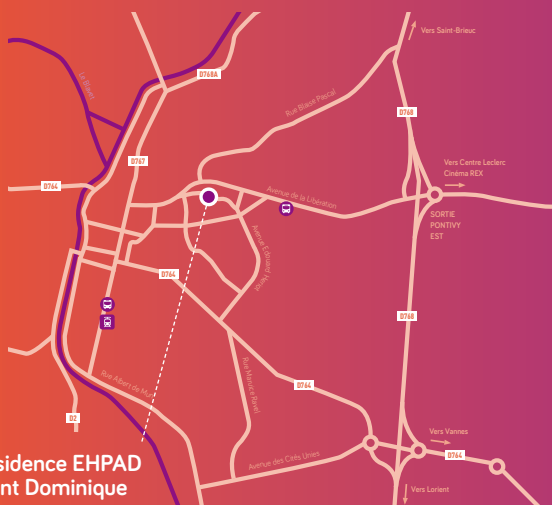 Vers Saint-Brieuc
D768A
Le Blavet
Rue Blaise Pascal
D768
D767
Vers Centre Leclerc
Cinéma REX
D764
Avenue de la Libération
SORTIE
PONTIVY
EST
Avenue Edouard Herriot
D764
D768
Rue Albert de Mun
Rue Maurice Ravel
D764
D2
Vers Vannes
D764
Avenue des Cités Unies
sidence EHPAD
nt Dominique
Vers Lorient